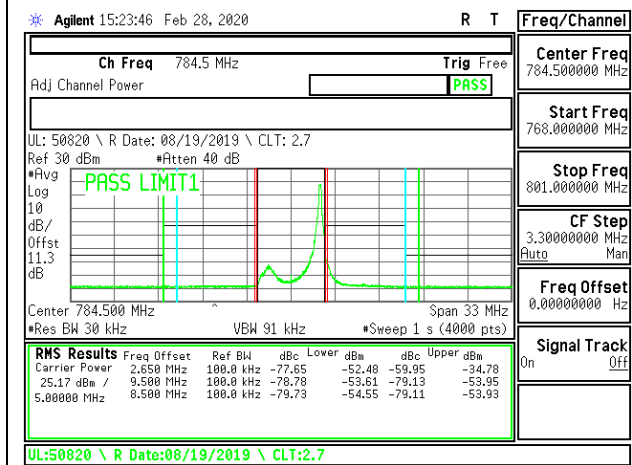 Agilent 15:23:46 Feb 28, 2020 R T
Freq/Channel
Ch Freq 784.5 MHz Trig Free
Adj Channel Power PASS
Center Freq
784.500000 MHz
Start Freq
768.000000 MHz
Stop Freq
801.000000 MHz
CF Step
3.30000000 MHz
Auto Man
Freq Offset
0.00000000 Hz
Signal Track
On Off
UL: 50820 \ R Date: 08/19/2019 \ CLT: 2.7
Ref 30 dBm #Atten 40 dB
#Avg
Log
10
dB/
Offst
11.3
dB
PASS LIMIT1
Center 784.500 MHz Span 33 MHz
#Res BW 30 kHz VBW 91 kHz #Sweep 1 s (4000 pts)
RMS Results Freq Offset Ref BW dBc Lower dBm dBc Upper dBm
Carrier Power 2.650 MHz 100.0 kHz -77.65 -52.48 -59.95 -34.78
25.17 dBm / 9.500 MHz 100.0 kHz -78.78 -53.61 -79.13 -53.95
5.00000 MHz 8.500 MHz 100.0 kHz -79.73 -54.55 -79.11 -53.93
UL:50820 \ R Date:08/19/2019 \ CLT:2.7